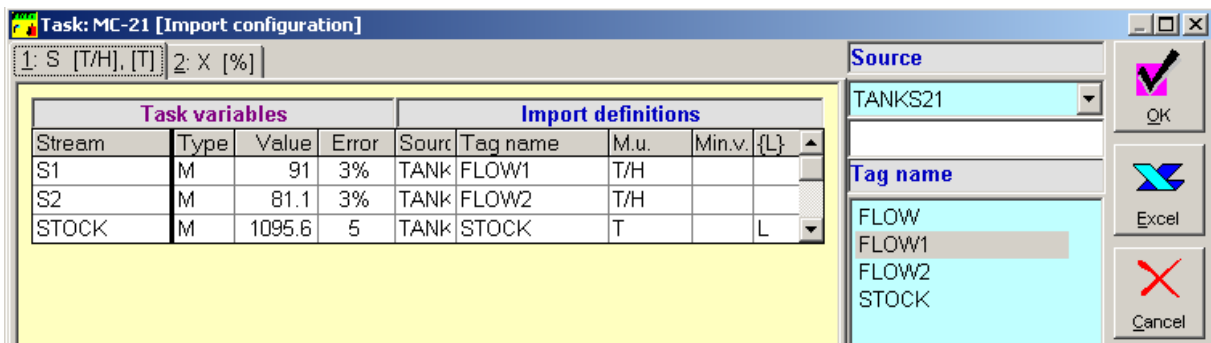 Task: MC-21 [Import configuration]
1: S [T/H], [T] 2: X [%]
Task variables Import definitions
Stream Type Value Error Sourc Tag name M.u. Min.v. {L}
S1 M 91 3% TANK FLOW1 T/H
S2 M 81.1 3% TANK FLOW2 T/H
STOCK M 1095.6 5 TANK STOCK T L
Source
TANKS21
Tag name
FLOW
FLOW1
FLOW2
STOCK
OK
Excel
Cancel